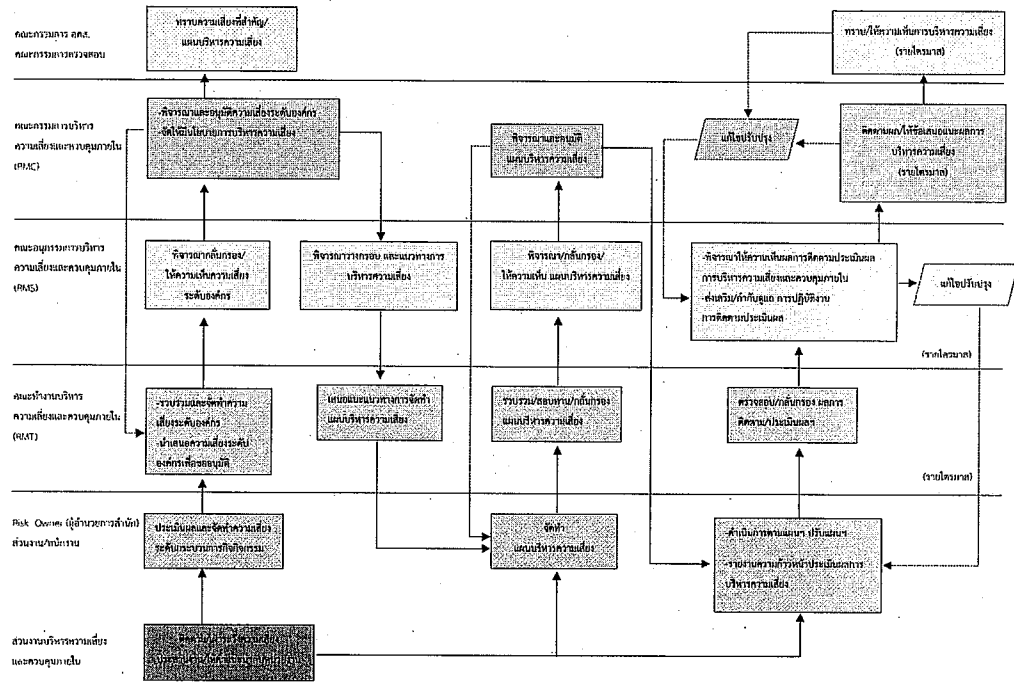 คณะกรรมการ อคส.
คณะกรรมการตรวจสอบ
ทราบความเสี่ยงที่สำคัญ/
แผนบริหารความเสี่ยง
ทราบ/ให้ความเห็นการบริหารความเสี่ยง
(รายไตรมาส)
คณะกรรมการบริหาร
ความเสี่ยงและควบคุมภายใน
(RMC)
-พิจารณาและอนุมัติความเสี่ยงระดับองค์กร
-จัดให้มีนโยบายการบริหารความเสี่ยง
พิจารณาและอนุมัติ
แผนบริหารความเสี่ยง
แก้ไขปรับปรุง
ติดตามผล/ให้ข้อเสนอแนะผลการ
บริหารความเสี่ยง
(รายไตรมาส)
คณะอนุกรรมการบริหาร
ความเสี่ยงและควบคุมภายใน
(RMS)
พิจารณากลั่นกรอง/
ให้ความเห็นความเสี่ยง
ระดับองค์กร
พิจารณาวางกรอบ และแนวทางการ
บริหารความเสี่ยง
พิจารณา/กลั่นกรอง/
ให้ความเห็น แผนบริหารความเสี่ยง
-พิจารณาให้ความเห็นผลการติดตามประเมินผล
การบริหารความเสี่ยงและควบคุมภายใน
-ส่งเสริม/กำกับดูแล การปฏิบัติงาน
การติดตามประเมินผล
แก้ไขปรับปรุง
(รายไตรมาส)
คณะทำงานบริหาร
ความเสี่ยงและควบคุมภายใน
(RMT)
-รวบรวมและจัดทำความ
เสี่ยงระดับองค์กร
-นำเสนอความเสี่ยงระดับ
องค์กรเพื่อขออนุมัติ
เสนอแนะแนวทางการจัดทำ
แผนบริหารความเสี่ยง
รวบรวม/สอบทาน/กลั่นกรอง
แผนบริหารความเสี่ยง
ตรวจสอบ/กลั่นกรอง ผลการ
ติดตาม/ประเมินผลฯ
(รายไตรมาส)
Risk Owner (ผู้อำนวยการสำนัก)
ส่วนงาน/พนักงาน
ประเมินผลและจัดทำความเสี่ยง
ระดับกระบวนการกิจกรรม
จัดทำ
แผนบริหารความเสี่ยง
-ดำเนินการตามแผนฯ ปรับแผนฯ
-รายงานความก้าวหน้าประเมินผลการ
บริหารความเสี่ยง
ส่วนงานบริหารความเสี่ยง
และควบคุมภายใน